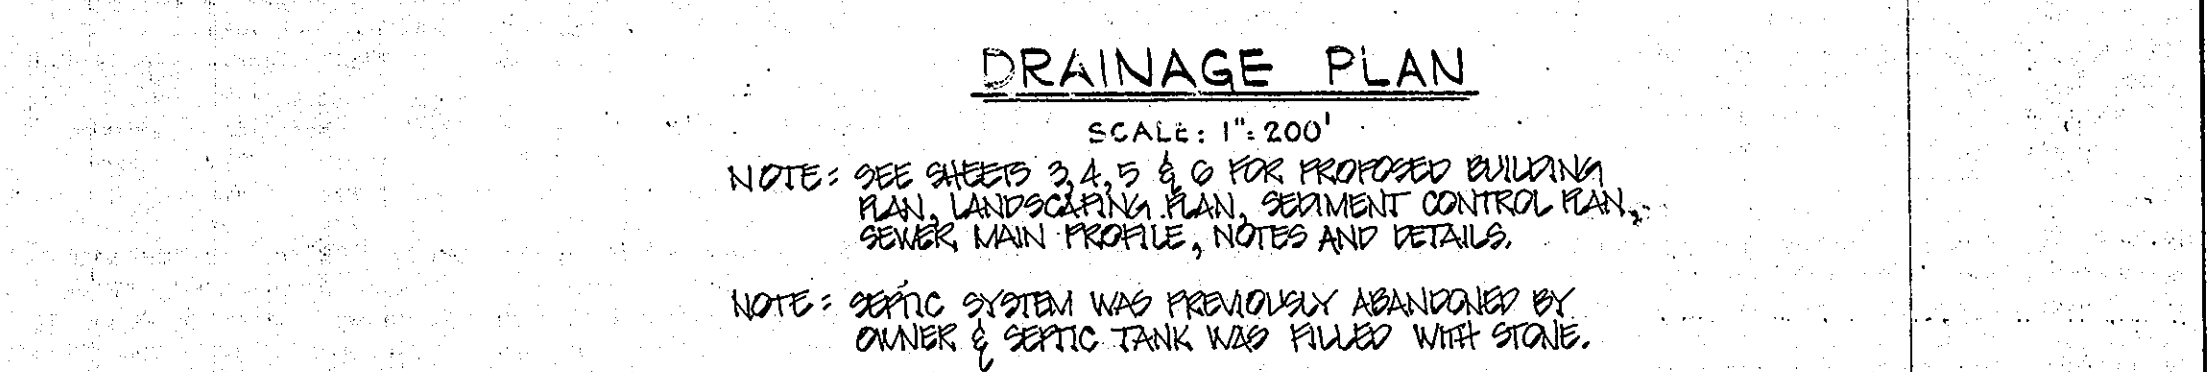 DRAINAGE PLAN
SCALE: 1"=200'
NOTE: SEE SHEETS 3, 4, 5 & 6 FOR PROPOSED BUILDING
PLAN, LANDSCAPING PLAN, SEDIMENT CONTROL PLAN,
SEWER MAIN PROFILE, NOTES AND DETAILS.
NOTE: SEPTIC SYSTEM WAS PREVIOUSLY ABANDONED BY
OWNER & SEPTIC TANK WAS FILLED WITH STONE.